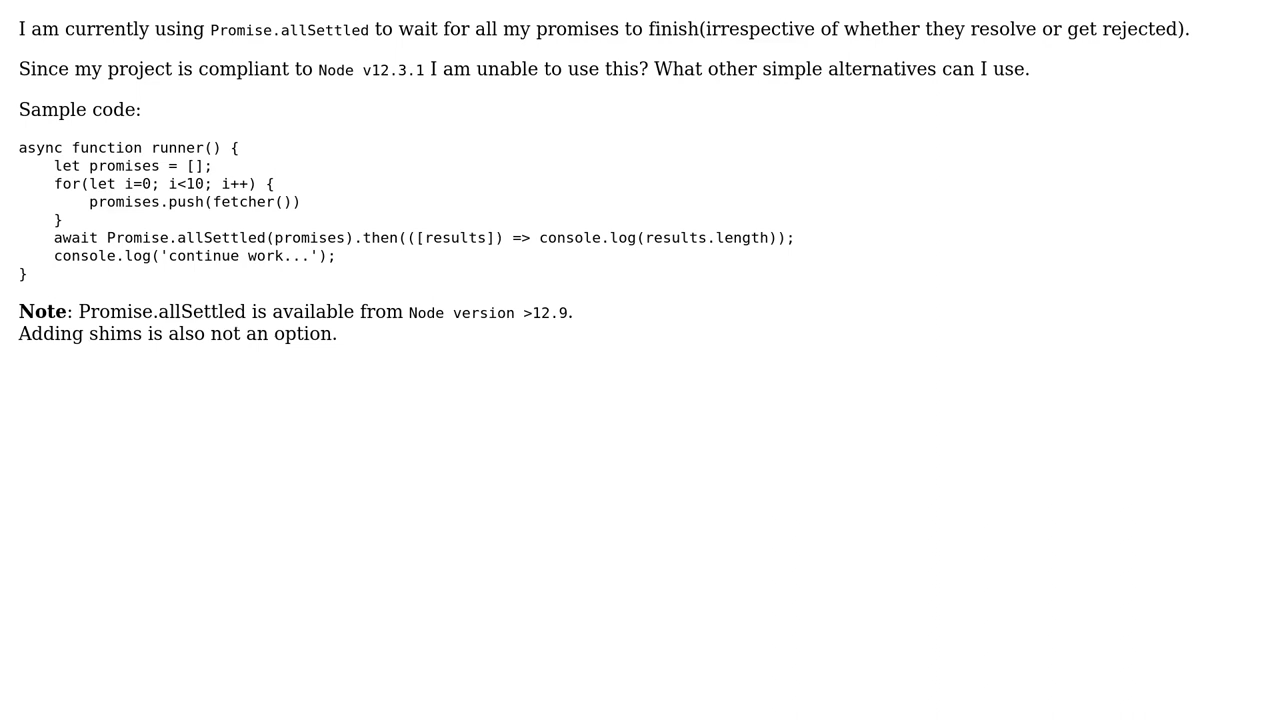 I am currently using Promise.allSettled to wait for all my promises to finish(irrespective of whether they resolve or get rejected).
Since my project is compliant to Node v12.3.1 I am unable to use this? What other simple alternatives can I use.
Sample code:
async function runner() {
    let promises = [];
    for(let i=0; i<10; i++) {
        promises.push(fetcher())
    }
    await Promise.allSettled(promises).then(([results]) => console.log(results.length));
    console.log('continue work...');
}
Note: Promise.allSettled is available from Node version >12.9.
Adding shims is also not an option.